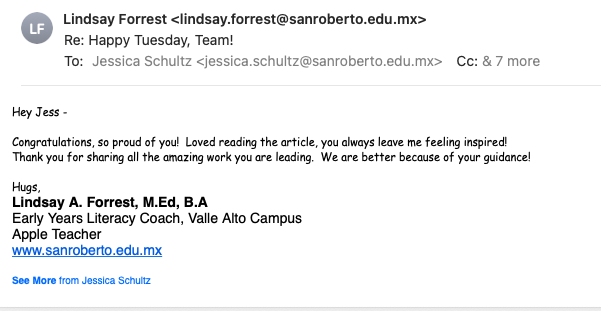 LF
Lindsay Forrest <lindsay.forrest@sanroberto.edu.mx>
Re: Happy Tuesday, Team!
To: Jessica Schultz <jessica.schultz@sanroberto.edu.mx> Cc: & 7 more
Hey Jess -
Congratulations, so proud of you! Loved reading the article, you always leave me feeling inspired!
Thank you for sharing all the amazing work you are leading. We are better because of your guidance!
Hugs,
Lindsay A. Forrest, M.Ed, B.A
Early Years Literacy Coach, Valle Alto Campus
Apple Teacher
www.sanroberto.edu.mx
See More from Jessica Schultz